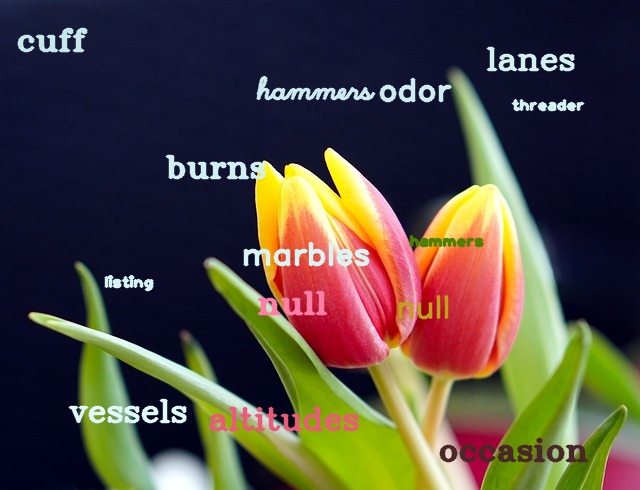 cuff
lanes
hammers odor
threader
burns
hammers
marbles
listing
null
null
vessels
altitudes
occasion